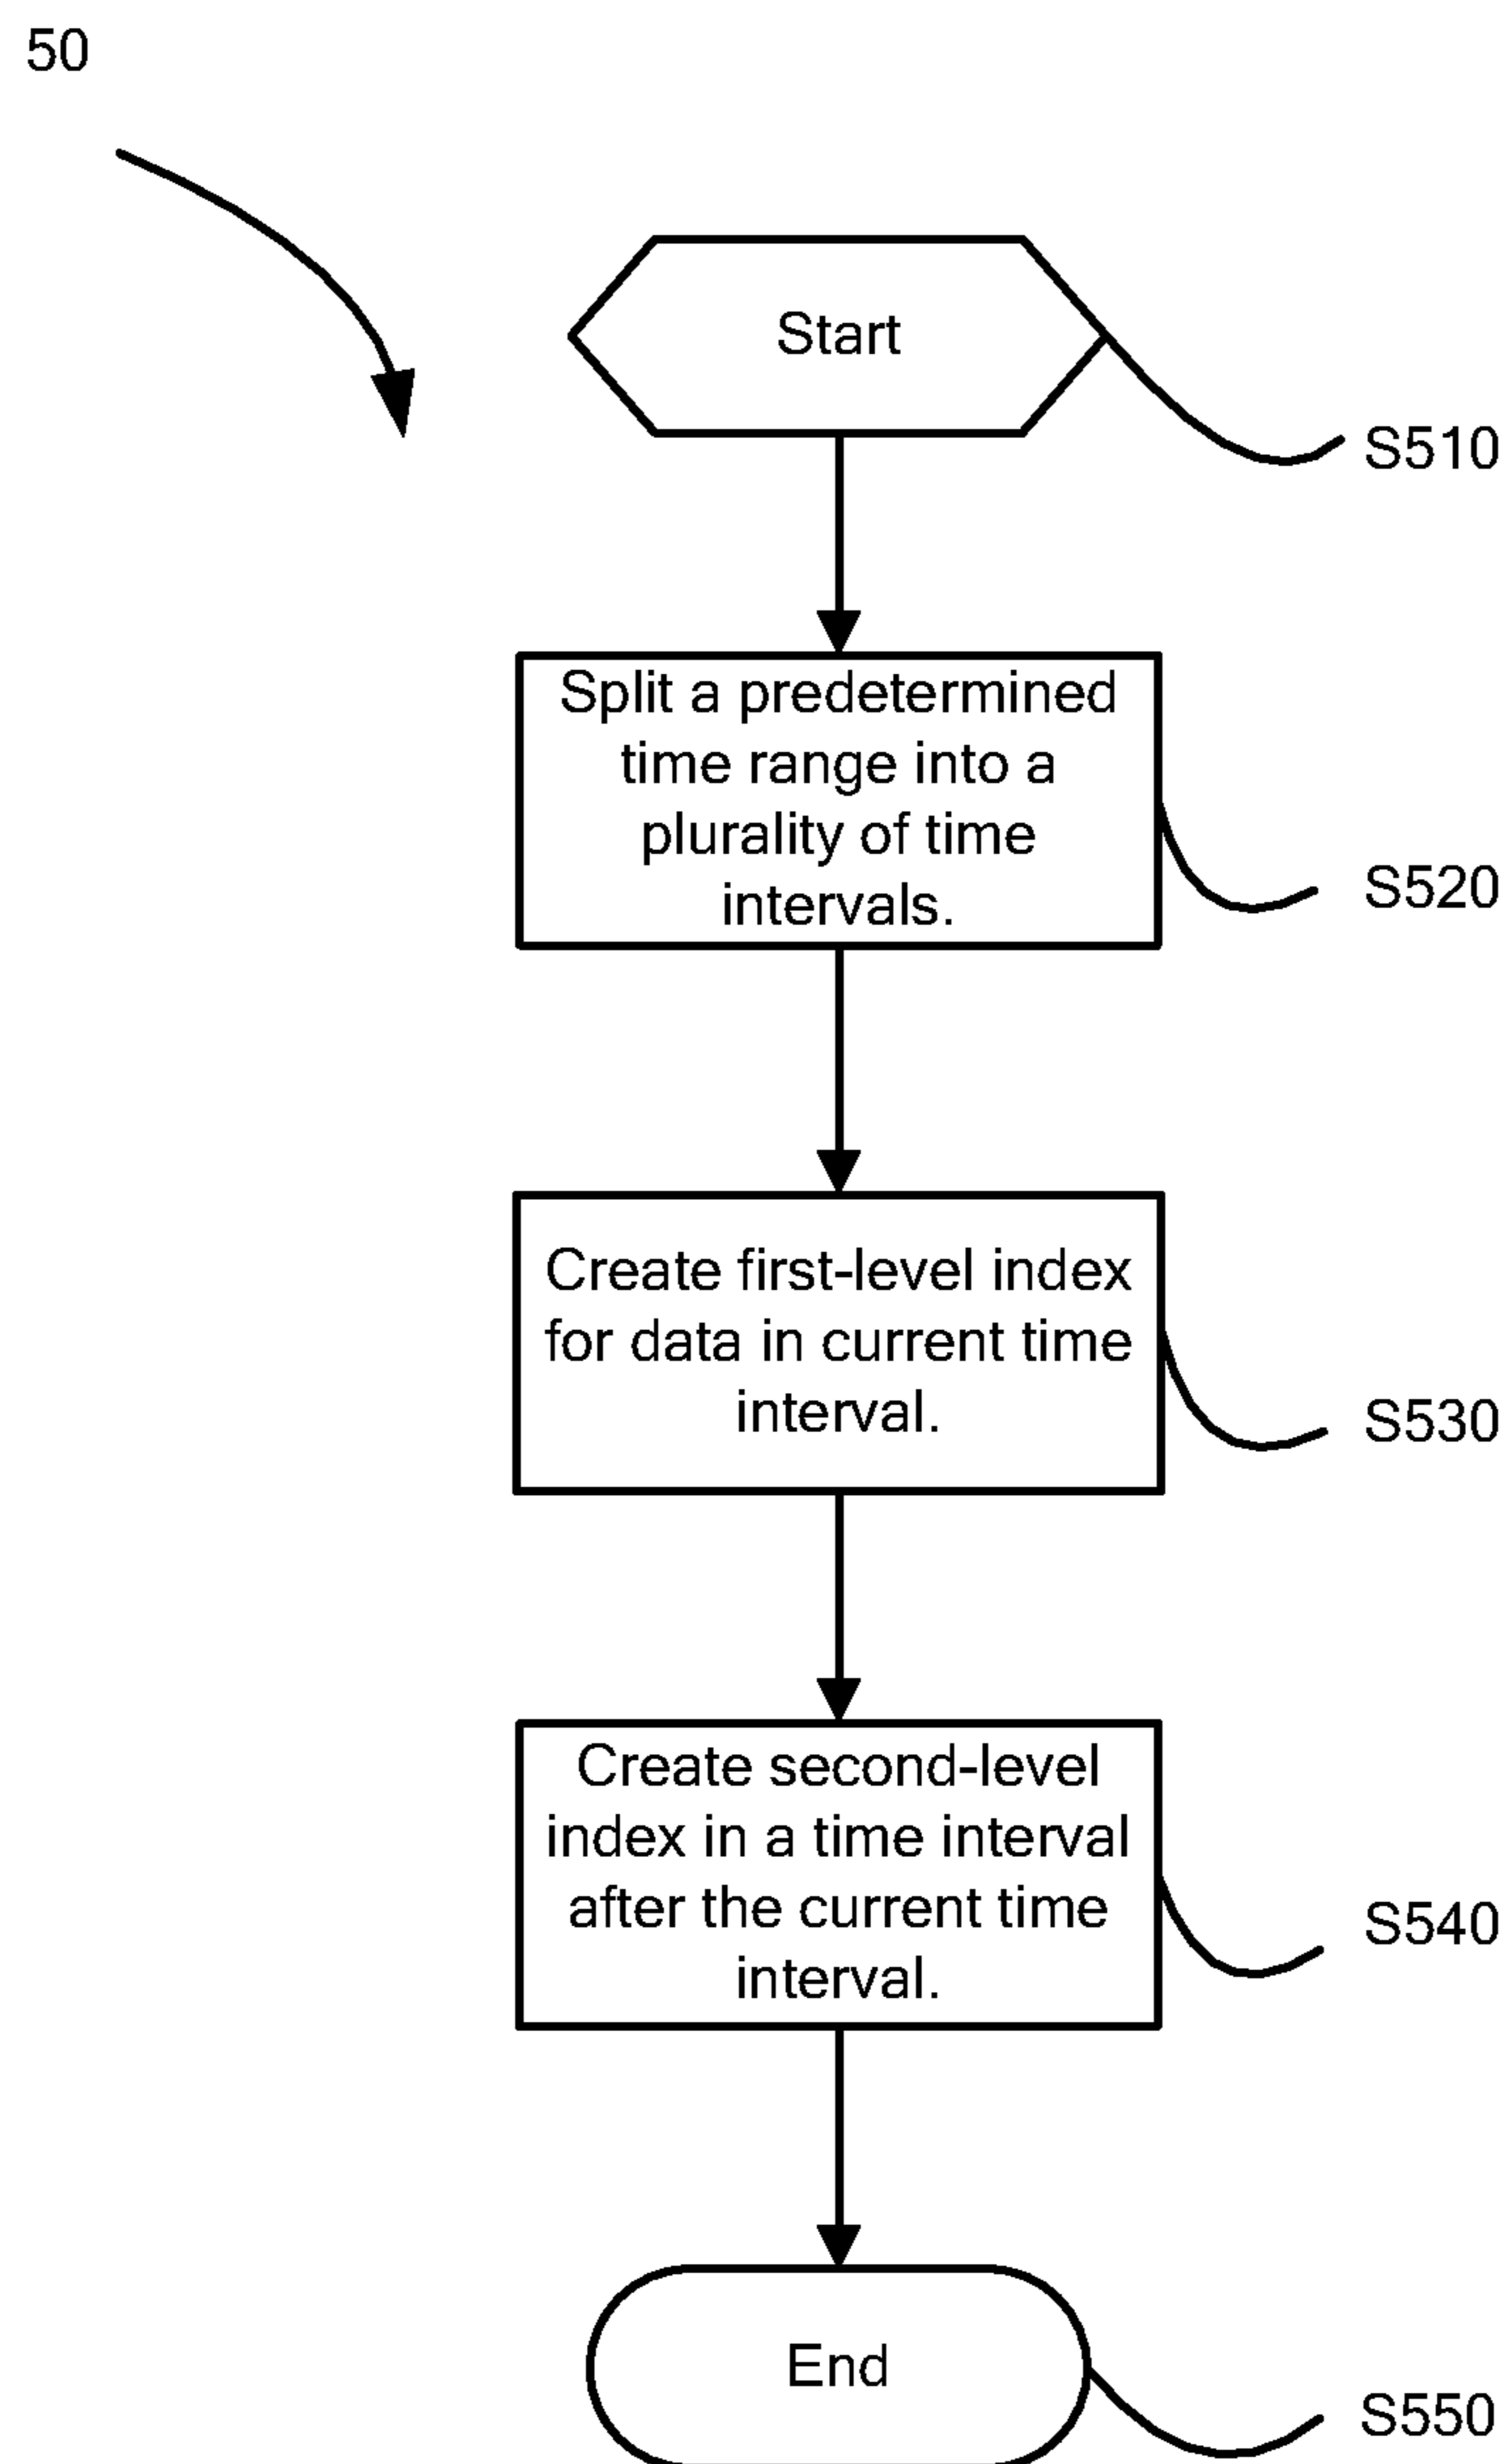 50
Start
S510
Split a predetermined
time range into a
plurality of time
intervals.
S520
Create first-level index
for data in current time
interval.
S530
Create second-level
index in a time interval
after the current time
interval.
S540
End
S550